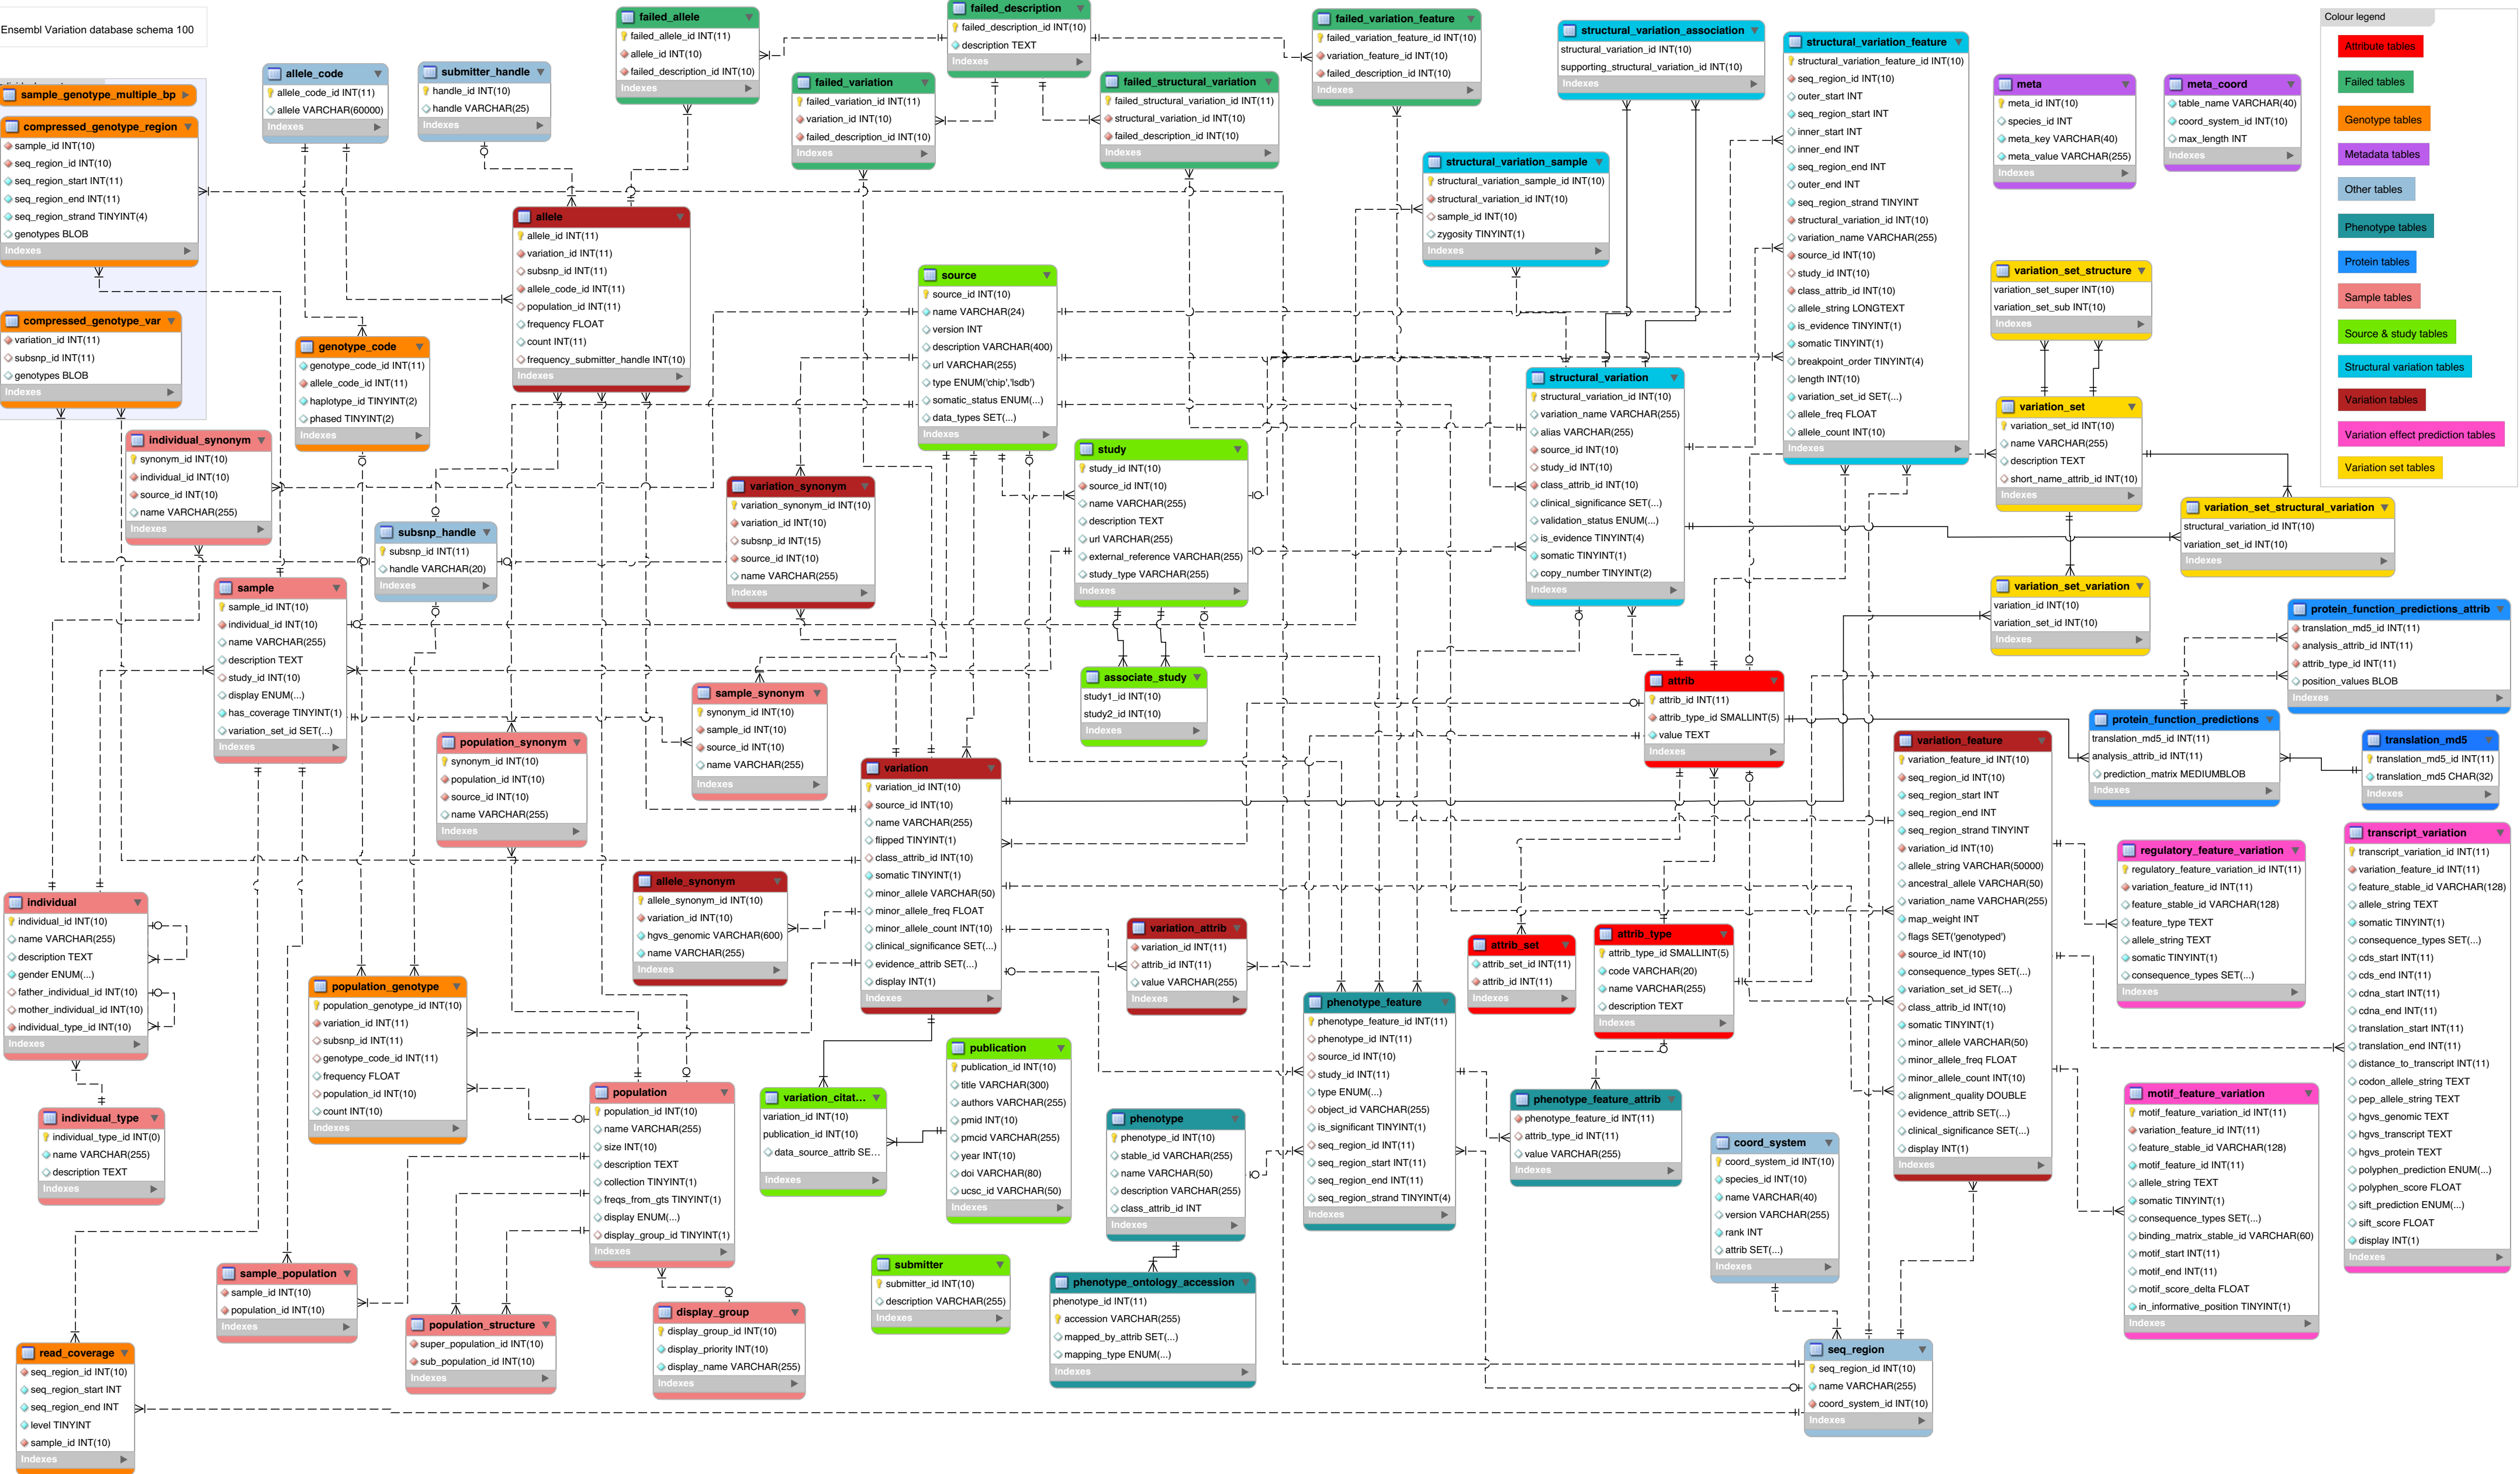 Ensembl Variation database schema 100
sample_genotype_multiple_bp
compressed_genotype_region
sample_id INT(10)
seq_region_id INT(10)
seq_region_start INT(11)
seq_region_end INT(11)
seq_region_strand TINYINT(4)
genotypes BLOB
Indexes
compressed_genotype_var
variation_id INT(11)
subsnp_id INT(11)
genotypes BLOB
Indexes
allele_code
allele_code_id INT(11)
allele VARCHAR(60000)
Indexes
submitter_handle
handle_id INT(10)
handle VARCHAR(25)
Indexes
failed_allele
failed_allele_id INT(11)
allele_id INT(10)
failed_description_id INT(10)
Indexes
failed_description
failed_description_id INT(10)
description TEXT
Indexes
failed_variation
failed_variation_id INT(11)
variation_id INT(10)
failed_description_id INT(10)
Indexes
failed_structural_variation
failed_structural_variation_id INT(11)
structural_variation_id INT(10)
failed_description_id INT(10)
Indexes
failed_variation_feature
failed_variation_feature_id INT(10)
variation_feature_id INT(10)
failed_description_id INT(10)
Indexes
structural_variation_association
structural_variation_id INT(10)
supporting_structural_variation_id INT(10)
Indexes
structural_variation_sample
structural_variation_sample_id INT(10)
structural_variation_id INT(10)
sample_id INT(10)
zygosity TINYINT(1)
Indexes
structural_variation_feature
structural_variation_feature_id INT(10)
seq_region_id INT(10)
outer_start INT
seq_region_start INT
inner_start INT
inner_end INT
seq_region_end INT
outer_end INT
seq_region_strand TINYINT
structural_variation_id INT(10)
variation_name VARCHAR(255)
source_id INT(10)
study_id INT(10)
class_attrib_id INT(10)
allele_string LONGTEXT
is_evidence TINYINT(1)
somatic TINYINT(1)
breakpoint_order TINYINT(4)
length INT(10)
variation_set_id SET(...)
allele_freq FLOAT
allele_count INT(10)
Indexes
meta
meta_id INT(10)
species_id INT
meta_key VARCHAR(40)
meta_value VARCHAR(255)
Indexes
meta_coord
table_name VARCHAR(40)
coord_system_id INT(10)
max_length INT
Indexes
Colour legend
Attribute tables
Failed tables
Genotype tables
Metadata tables
Other tables
Phenotype tables
Protein tables
Sample tables
Source & study tables
Structural variation tables
Variation tables
Variation effect prediction tables
Variation set tables
allele
allele_id INT(11)
variation_id INT(11)
subsnp_id INT(11)
allele_code_id INT(11)
population_id INT(11)
frequency FLOAT
count INT(11)
frequency_submitter_handle INT(10)
Indexes
genotype_code
genotype_code_id INT(11)
allele_code_id INT(11)
haplotype_id TINYINT(2)
phased TINYINT(2)
Indexes
source
source_id INT(10)
name VARCHAR(24)
version INT
description VARCHAR(400)
url VARCHAR(255)
type ENUM('chip','lsdb')
somatic_status ENUM(...)
data_types SET(...)
Indexes
study
study_id INT(10)
source_id INT(10)
name VARCHAR(255)
description TEXT
url VARCHAR(255)
external_reference VARCHAR(255)
study_type VARCHAR(255)
Indexes
structural_variation
structural_variation_id INT(10)
variation_name VARCHAR(255)
alias VARCHAR(255)
source_id INT(10)
study_id INT(10)
class_attrib_id INT(10)
clinical_significance SET(...)
validation_status ENUM(...)
is_evidence TINYINT(4)
somatic TINYINT(1)
copy_number TINYINT(2)
Indexes
variation_set_structure
variation_set_super INT(10)
variation_set_sub INT(10)
Indexes
variation_set
variation_set_id INT(10)
name VARCHAR(255)
description TEXT
short_name_attrib_id INT(10)
Indexes
variation_set_structural_variation
structural_variation_id INT(10)
variation_set_id INT(10)
Indexes
variation_set_variation
variation_id INT(10)
variation_set_id INT(10)
Indexes
individual_synonym
synonym_id INT(10)
individual_id INT(10)
source_id INT(10)
name VARCHAR(255)
Indexes
subsnp_handle
subsnp_id INT(11)
handle VARCHAR(20)
Indexes
variation_synonym
variation_synonym_id INT(10)
variation_id INT(10)
subsnp_id INT(15)
source_id INT(10)
name VARCHAR(255)
Indexes
sample
sample_id INT(10)
individual_id INT(10)
name VARCHAR(255)
description TEXT
study_id INT(10)
display ENUM(...)
has_coverage TINYINT(1)
variation_set_id SET(...)
Indexes
sample_synonym
synonym_id INT(10)
sample_id INT(10)
source_id INT(10)
name VARCHAR(255)
Indexes
population_synonym
synonym_id INT(10)
population_id INT(10)
source_id INT(10)
name VARCHAR(255)
Indexes
associate_study
study1_id INT(10)
study2_id INT(10)
Indexes
attrib
attrib_id INT(11)
attrib_type_id SMALLINT(5)
value TEXT
Indexes
protein_function_predictions_attrib
translation_md5_id INT(11)
analysis_attrib_id INT(11)
attrib_type_id INT(11)
position_values BLOB
Indexes
protein_function_predictions
translation_md5_id INT(11)
analysis_attrib_id INT(11)
prediction_matrix MEDIUMBLOB
Indexes
translation_md5
translation_md5_id INT(11)
translation_md5 CHAR(32)
Indexes
variation
variation_id INT(10)
source_id INT(10)
name VARCHAR(255)
flipped TINYINT(1)
class_attrib_id INT(10)
somatic TINYINT(1)
minor_allele VARCHAR(50)
minor_allele_freq FLOAT
minor_allele_count INT(10)
clinical_significance SET(...)
evidence_attrib SET(...)
display INT(1)
Indexes
variation_feature
variation_feature_id INT(10)
seq_region_id INT(10)
seq_region_start INT
seq_region_end INT
seq_region_strand TINYINT
variation_id INT(10)
allele_string VARCHAR(50000)
ancestral_allele VARCHAR(50)
variation_name VARCHAR(255)
map_weight INT
flags SET('genotyped')
source_id INT(10)
consequence_types SET(...)
variation_set_id SET(...)
class_attrib_id INT(10)
somatic TINYINT(1)
minor_allele VARCHAR(50)
minor_allele_freq FLOAT
minor_allele_count INT(10)
alignment_quality DOUBLE
evidence_attrib SET(...)
clinical_significance SET(...)
display INT(1)
Indexes
regulatory_feature_variation
regulatory_feature_variation_id INT(11)
variation_feature_id INT(11)
feature_stable_id VARCHAR(128)
feature_type TEXT
allele_string TEXT
somatic TINYINT(1)
consequence_types SET(...)
Indexes
transcript_variation
transcript_variation_id INT(11)
variation_feature_id INT(11)
feature_stable_id VARCHAR(128)
allele_string TEXT
somatic TINYINT(1)
consequence_types SET(...)
cds_start INT(11)
cds_end INT(11)
cdna_start INT(11)
cdna_end INT(11)
translation_start INT(11)
translation_end INT(11)
distance_to_transcript INT(11)
codon_allele_string TEXT
pep_allele_string TEXT
hgvs_genomic TEXT
hgvs_transcript TEXT
hgvs_protein TEXT
polyphen_prediction ENUM(...)
polyphen_score FLOAT
sift_prediction ENUM(...)
sift_score FLOAT
display INT(1)
Indexes
motif_feature_variation
motif_feature_variation_id INT(11)
variation_feature_id INT(11)
feature_stable_id VARCHAR(128)
motif_feature_id INT(11)
allele_string TEXT
somatic TINYINT(1)
consequence_types SET(...)
binding_matrix_stable_id VARCHAR(60)
motif_start INT(11)
motif_end INT(11)
motif_score_delta FLOAT
in_informative_position TINYINT(1)
Indexes
individual
individual_id INT(10)
name VARCHAR(255)
description TEXT
gender ENUM(...)
father_individual_id INT(10)
mother_individual_id INT(10)
individual_type_id INT(10)
Indexes
individual_type
individual_type_id INT(0)
name VARCHAR(255)
description TEXT
Indexes
allele_synonym
allele_synonym_id INT(10)
variation_id INT(10)
hgvs_genomic VARCHAR(600)
name VARCHAR(255)
Indexes
variation_attrib
variation_id INT(11)
attrib_id INT(11)
value VARCHAR(255)
Indexes
attrib_set
attrib_set_id INT(11)
attrib_id INT(11)
Indexes
attrib_type
attrib_type_id SMALLINT(5)
code VARCHAR(20)
name VARCHAR(255)
description TEXT
Indexes
population_genotype
population_genotype_id INT(10)
variation_id INT(11)
subsnp_id INT(11)
genotype_code_id INT(11)
frequency FLOAT
population_id INT(10)
count INT(10)
Indexes
population
population_id INT(10)
name VARCHAR(255)
size INT(10)
description TEXT
collection TINYINT(1)
freqs_from_gts TINYINT(1)
display ENUM(...)
display_group_id TINYINT(1)
Indexes
variation_citat...
variation_id INT(10)
publication_id INT(10)
data_source_attrib SE...
Indexes
publication
publication_id INT(10)
title VARCHAR(300)
authors VARCHAR(255)
pmid INT(10)
pmcid VARCHAR(255)
year INT(10)
doi VARCHAR(80)
ucsc_id VARCHAR(50)
Indexes
phenotype_feature
phenotype_feature_id INT(11)
phenotype_id INT(11)
source_id INT(10)
study_id INT(11)
type ENUM(...)
object_id VARCHAR(255)
is_significant TINYINT(1)
seq_region_id INT(11)
seq_region_start INT(11)
seq_region_end INT(11)
seq_region_strand TINYINT(4)
Indexes
phenotype
phenotype_id INT(10)
stable_id VARCHAR(255)
name VARCHAR(50)
description VARCHAR(255)
class_attrib_id INT
Indexes
phenotype_feature_attrib
phenotype_feature_id INT(11)
attrib_type_id INT(11)
value VARCHAR(255)
Indexes
coord_system
coord_system_id INT(10)
species_id INT(10)
name VARCHAR(40)
version VARCHAR(255)
rank INT
attrib SET(...)
Indexes
sample_population
sample_id INT(10)
population_id INT(10)
Indexes
population_structure
super_population_id INT(10)
sub_population_id INT(10)
Indexes
display_group
display_group_id INT(10)
display_priority INT(10)
display_name VARCHAR(255)
Indexes
submitter
submitter_id INT(10)
description VARCHAR(255)
Indexes
phenotype_ontology_accession
phenotype_id INT(11)
accession VARCHAR(255)
mapped_by_attrib SET(...)
mapping_type ENUM(...)
Indexes
seq_region
seq_region_id INT(10)
name VARCHAR(255)
coord_system_id INT(10)
Indexes
read_coverage
seq_region_id INT(10)
seq_region_start INT
seq_region_end INT
level TINYINT
sample_id INT(10)
Indexes